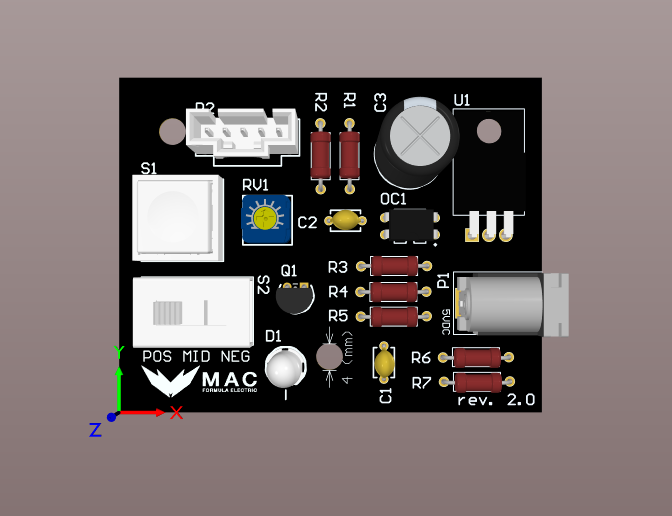 P2
R2
R1
C3
U1
S1
RV1
C2
OC1
R3
Q1
S2
R4
P1
R5
5VDC
D1
4 (mm)
POS MID NEG
R6
MAC
FORMULA ELECTRIC
C1
R7
rev. 2.0
Y
X
Z